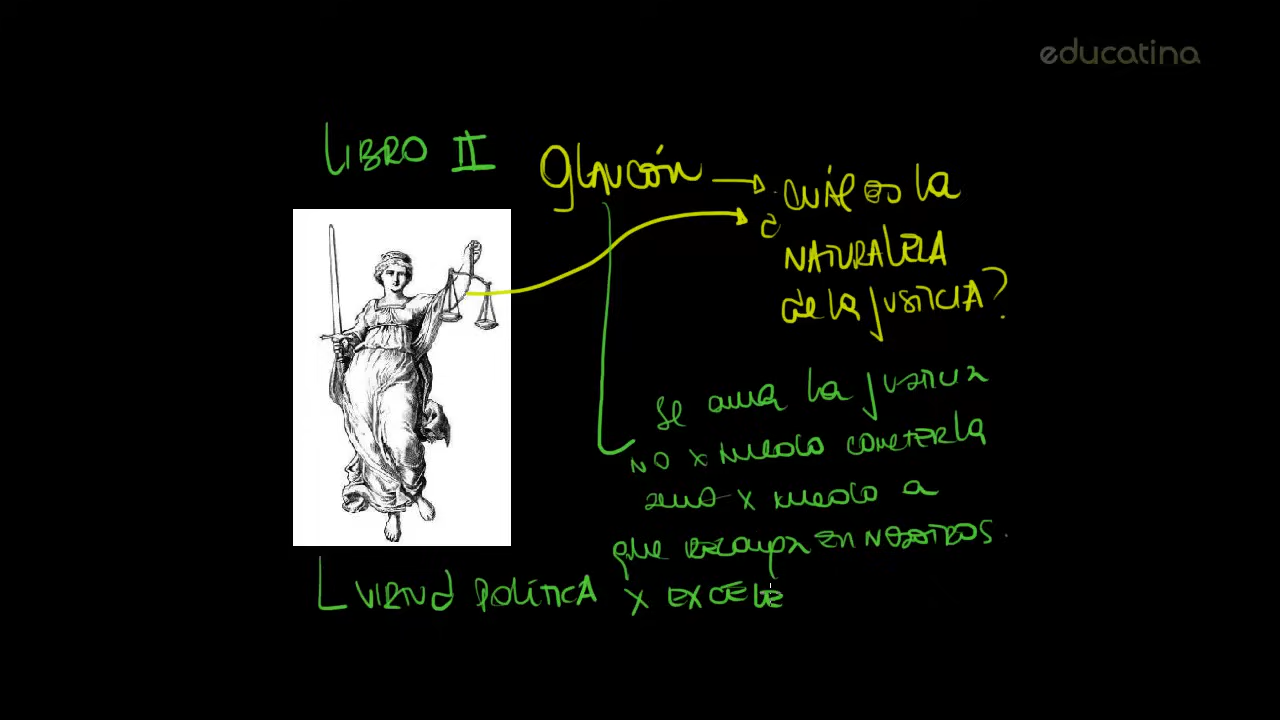 educatina
LIBRO II
GLAUCÓN
¿CUÁL ES LA
NATURALEZA
de la JUSTICIA?
Se ama la JUSTICIA
NO x miedo cometerla
sino x miedo a
que recaiga en NOSOTROS.
VIRTUD POLÍTICA x EXCELE